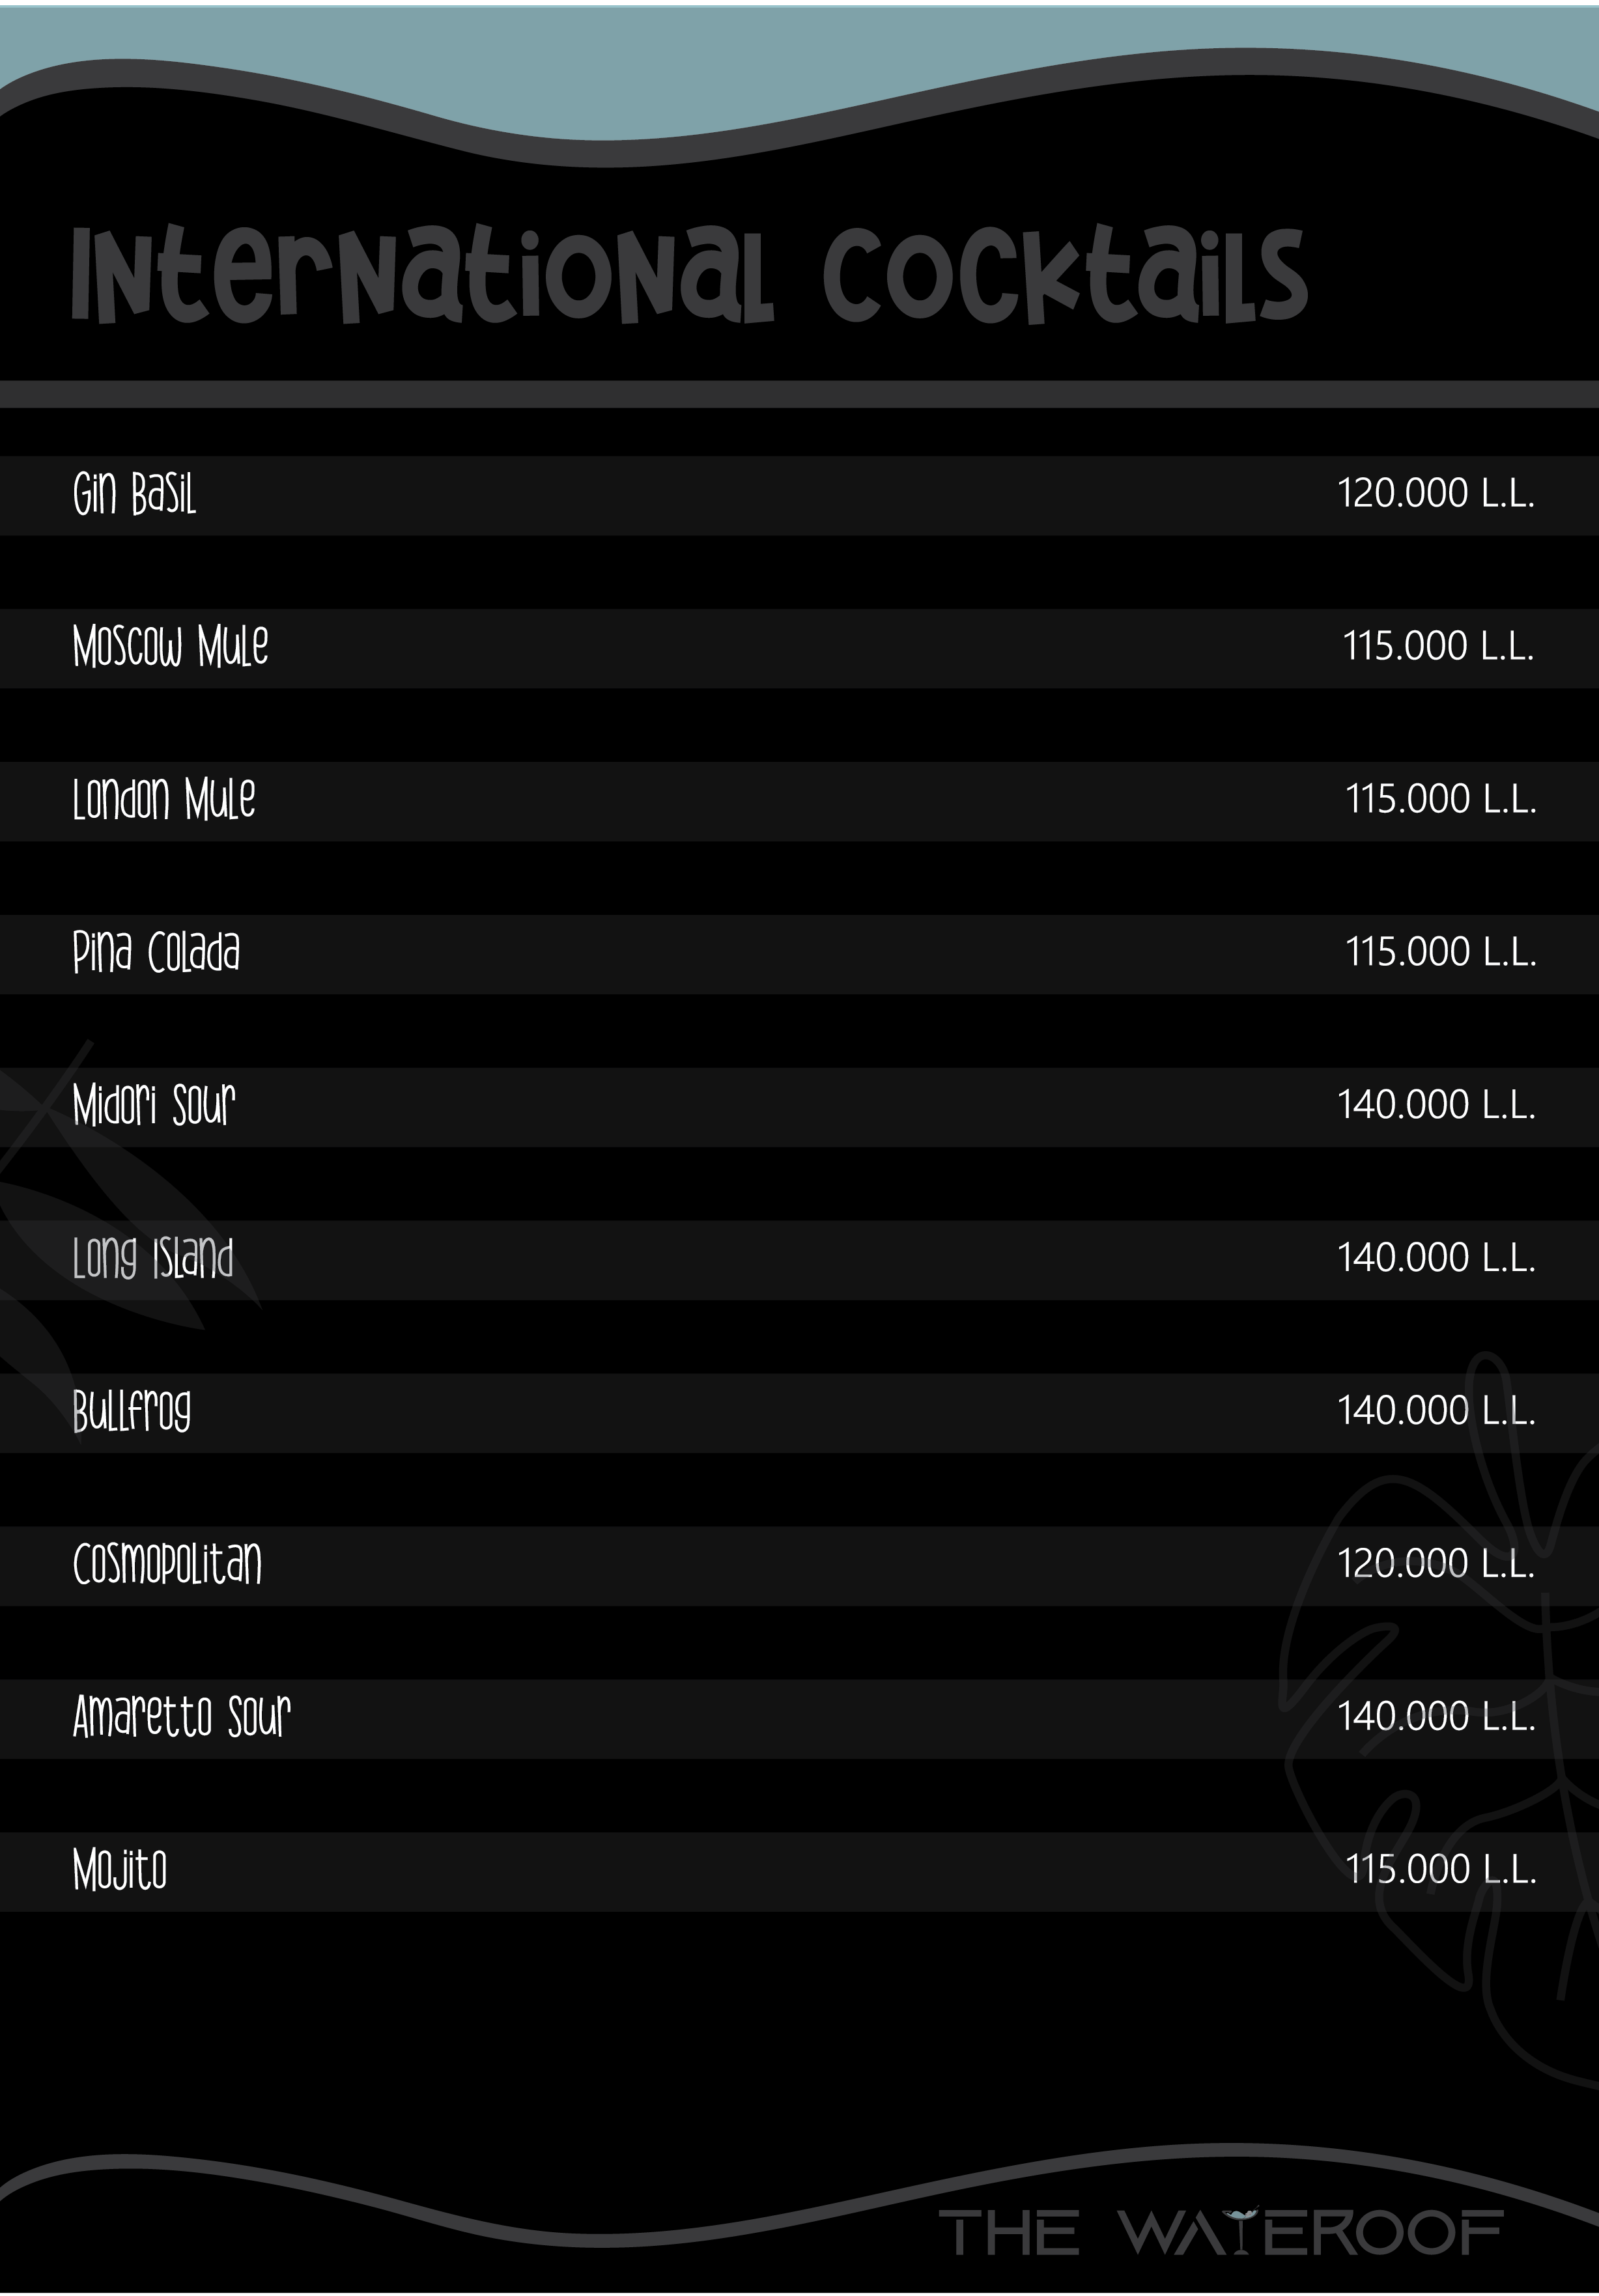 International Cocktails
Gin Basil 120.000 L.L.
Moscow Mule 115.000 L.L.
London Mule 115.000 L.L.
Pina Colada 115.000 L.L.
Midori Sour 140.000 L.L.
Long Island 140.000 L.L.
Bullfrog 140.000 L.L.
Cosmopolitan 120.000 L.L.
Amaretto Sour 140.000 L.L.
Mojito 115.000 L.L.
THE WATEROOF